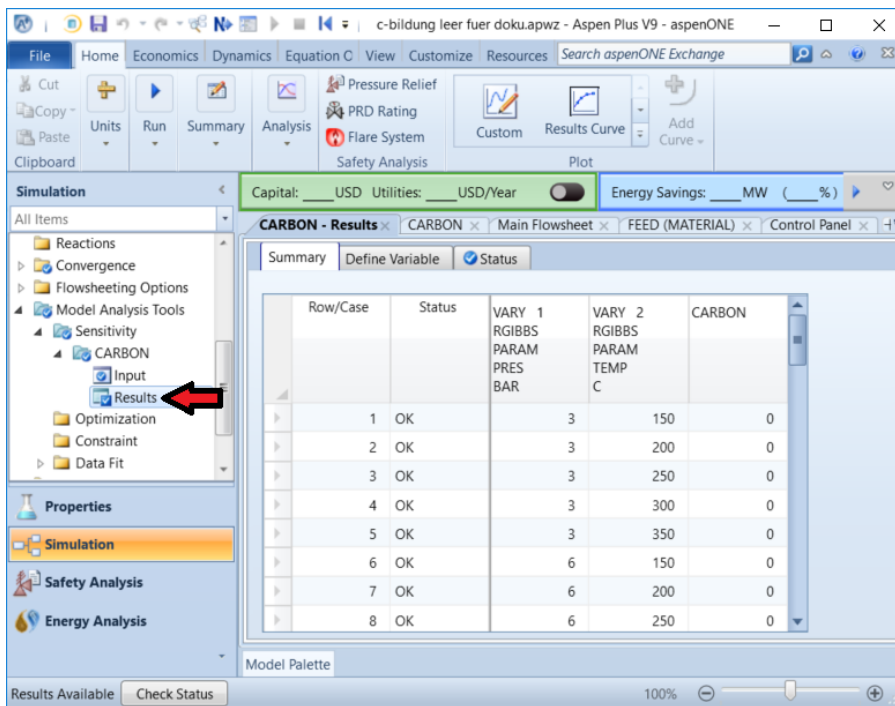 c-bildung leer fuer doku.apwz - Aspen Plus V9 - aspenONE
File Home Economics Dynamics Equation O View Customize Resources Search aspenONE Exchange
Cut
Copy
Paste
Clipboard
Units
Run
Summary
Analysis
Pressure Relief
PRD Rating
Flare System
Safety Analysis
Custom
Results Curve
Add
Curve
Plot
Simulation
All Items
Reactions
Convergence
Flowsheeting Options
Model Analysis Tools
Sensitivity
CARBON
Input
Results
Optimization
Constraint
Data Fit
Properties
Simulation
Safety Analysis
Energy Analysis
Capital: ____USD Utilities: ____USD/Year Energy Savings: ____MW (____%)
CARBON - Results CARBON Main Flowsheet FEED (MATERIAL) Control Panel
Summary Define Variable Status
Row/Case Status VARY 1 VARY 2 CARBON
RGIBBS RGIBBS
PARAM PARAM
PRES TEMP
BAR C
1 OK 3 150 0
2 OK 3 200 0
3 OK 3 250 0
4 OK 3 300 0
5 OK 3 350 0
6 OK 6 150 0
7 OK 6 200 0
8 OK 6 250 0
Model Palette
Results Available Check Status 100%